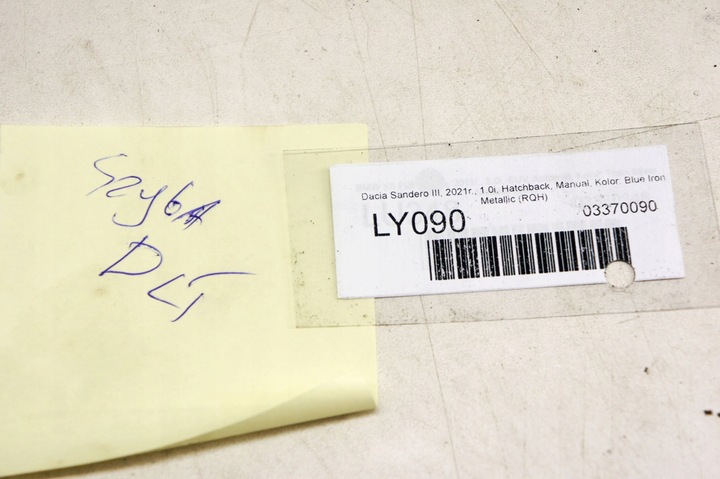 SzybA
DLT
Dacia Sandero III, 2021r., 1.0i, Hatchback, Manual, Kolor: Blue Iron
Metallic (RQH)
LY090
03370090